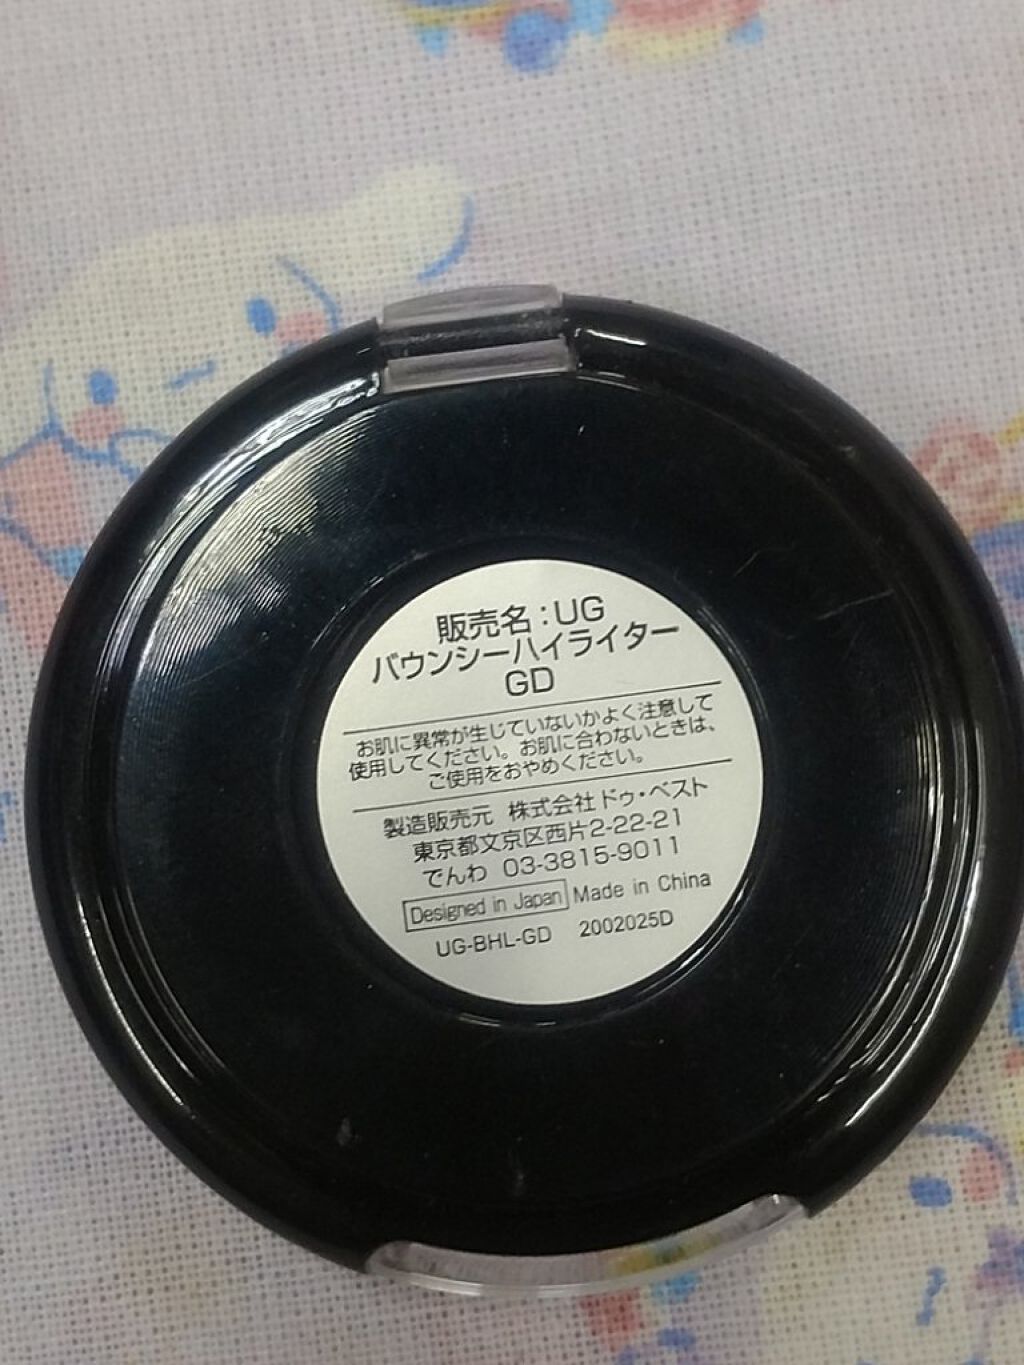 販売名：UG
バウンシーハイライター
GD
お肌に異常が生じていないかよく注意して
使用してください。お肌に合わないときは、
ご使用をおやめください。
製造販売元 株式会社ドゥ・ベスト
東京都文京区西片2-22-21
でんわ 03-3815-9011
Designed in Japan Made in China
UG-BHL-GD 2002025D